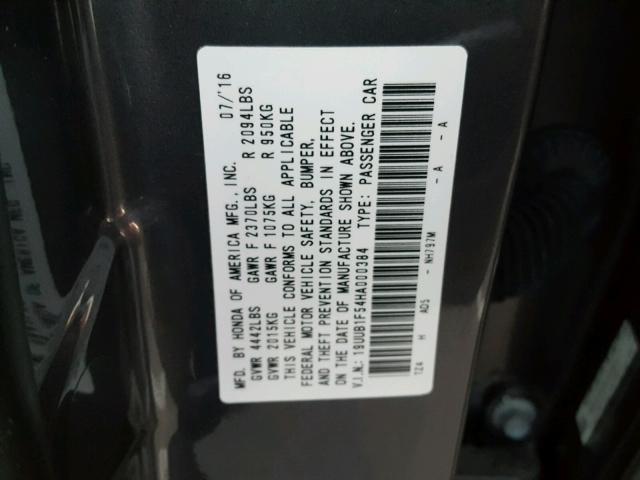 MFD. BY HONDA OF AMERICA MFG., INC. 07/'16
GVWR 4442LBS GAWR F 2370LBS R 2094LBS
GVWR 2015KG GAWR F 1075KG R 950KG
THIS VEHICLE CONFORMS TO ALL APPLICABLE
FEDERAL MOTOR VEHICLE SAFETY, BUMPER,
AND THEFT PREVENTION STANDARDS IN EFFECT
ON THE DATE OF MANUFACTURE SHOWN ABOVE.
V.I.N.: 19UUB1F54HA000384 TYPE: PASSENGER CAR
TZ4 H AD5 - NH797M - A - A